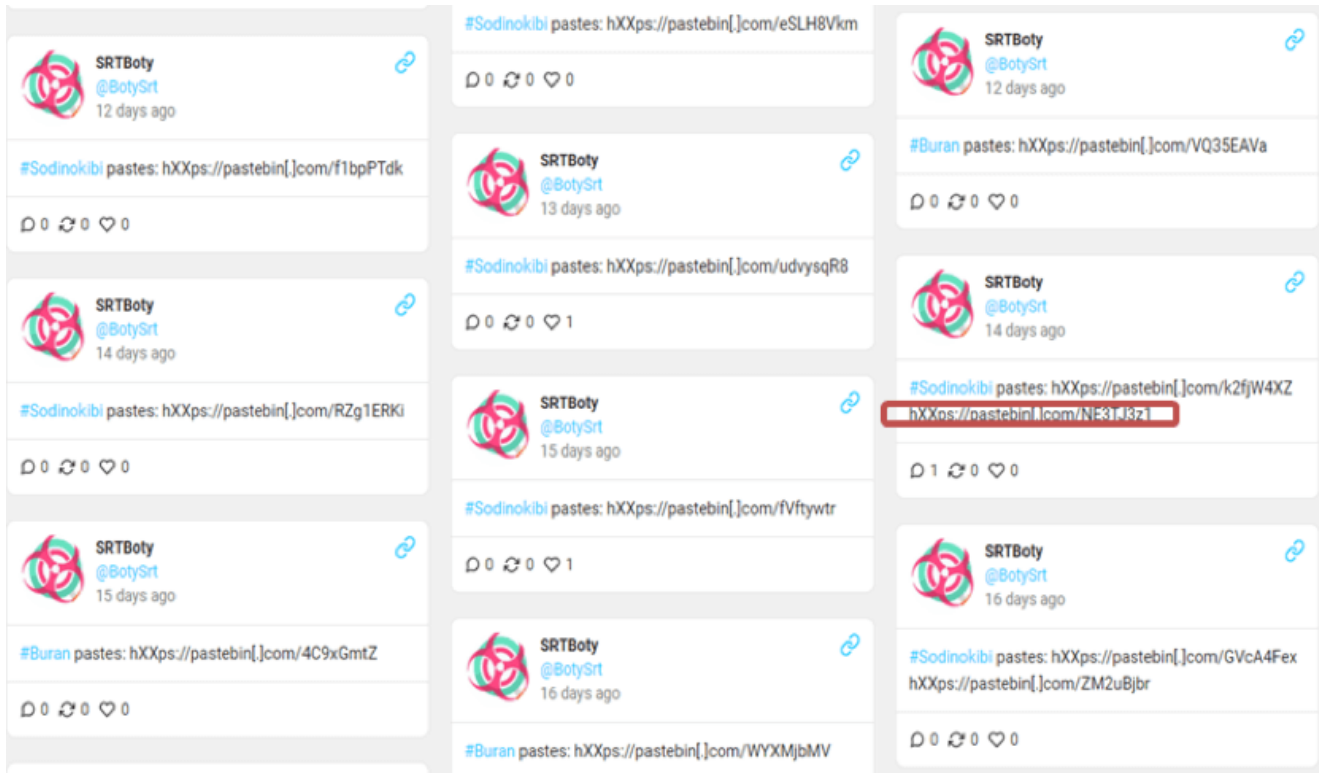 SRTBoty
@BotySrt
12 days ago
#Sodinokibi pastes: hXXps://pastebin[.]com/f1bpPTdk
0 0 0
SRTBoty
@BotySrt
14 days ago
#Sodinokibi pastes: hXXps://pastebin[.]com/RZg1ERKi
0 0 0
SRTBoty
@BotySrt
15 days ago
#Buran pastes: hXXps://pastebin[.]com/4C9xGmtZ
0 0 0
#Sodinokibi pastes: hXXps://pastebin[.]com/eSLH8Vkm
0 0 0
SRTBoty
@BotySrt
13 days ago
#Sodinokibi pastes: hXXps://pastebin[.]com/udvysqR8
0 0 1
SRTBoty
@BotySrt
15 days ago
#Sodinokibi pastes: hXXps://pastebin[.]com/fVftywtr
0 0 1
SRTBoty
@BotySrt
16 days ago
#Buran pastes: hXXps://pastebin[.]com/WYXMjbMV
SRTBoty
@BotySrt
12 days ago
#Buran pastes: hXXps://pastebin[.]com/VQ35EAVa
0 0 0
SRTBoty
@BotySrt
14 days ago
#Sodinokibi pastes: hXXps://pastebin[.]com/k2fjW4XZ
hXXps://pastebin[.]com/NE3TJ3z1
1 0 0
SRTBoty
@BotySrt
16 days ago
#Sodinokibi pastes: hXXps://pastebin[.]com/GVcA4Fex
hXXps://pastebin[.]com/ZM2uBjbr
0 0 0